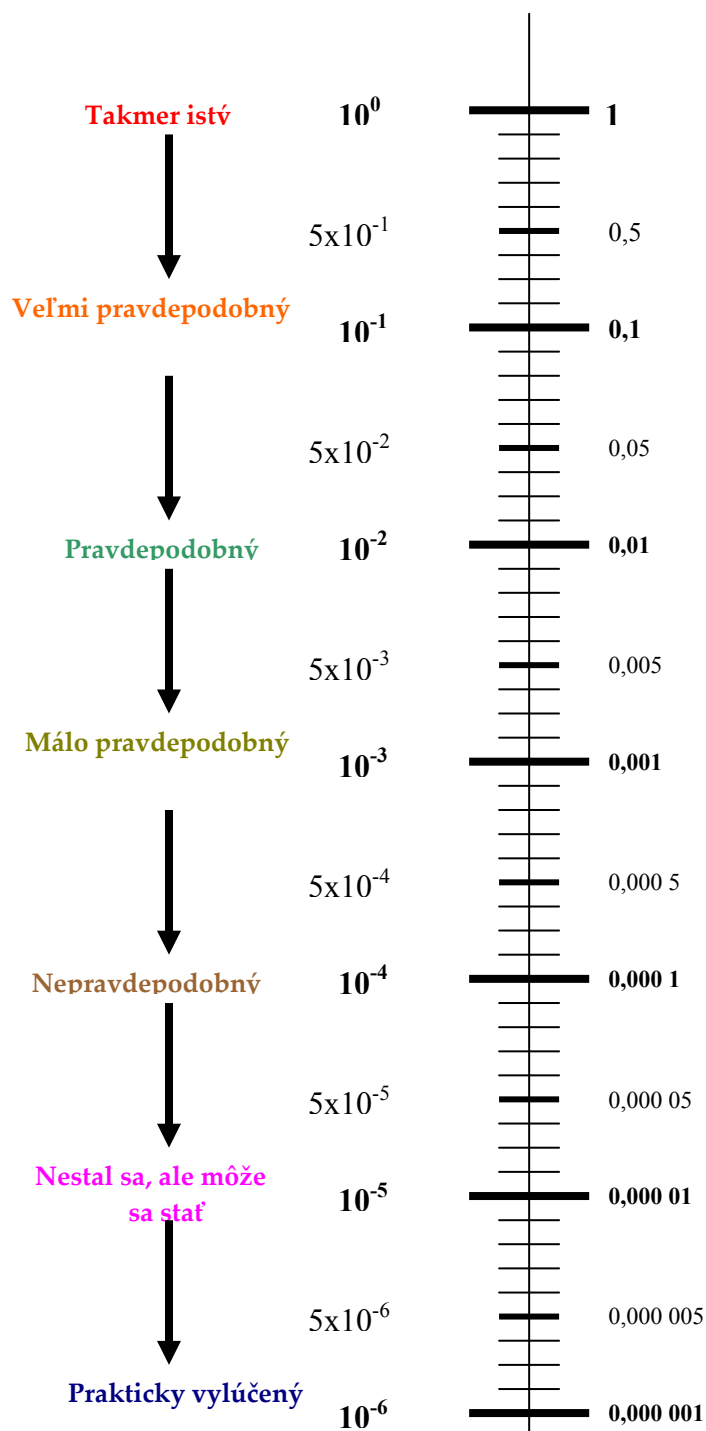 Takmer istý 10⁰ 1
5x10⁻¹ 0,5
Veľmi pravdepodobný
10⁻¹ 0,1
5x10⁻² 0,05
Pravdepodobný 10⁻² 0,01
5x10⁻³ 0,005
Málo pravdepodobný
10⁻³ 0,001
5x10⁻⁴ 0,000 5
Nepravdepodobný 10⁻⁴ 0,000 1
5x10⁻⁵ 0,000 05
Nestal sa, ale môže
sa stať 10⁻⁵ 0,000 01
5x10⁻⁶ 0,000 005
Prakticky vylúčený
10⁻⁶ 0,000 001